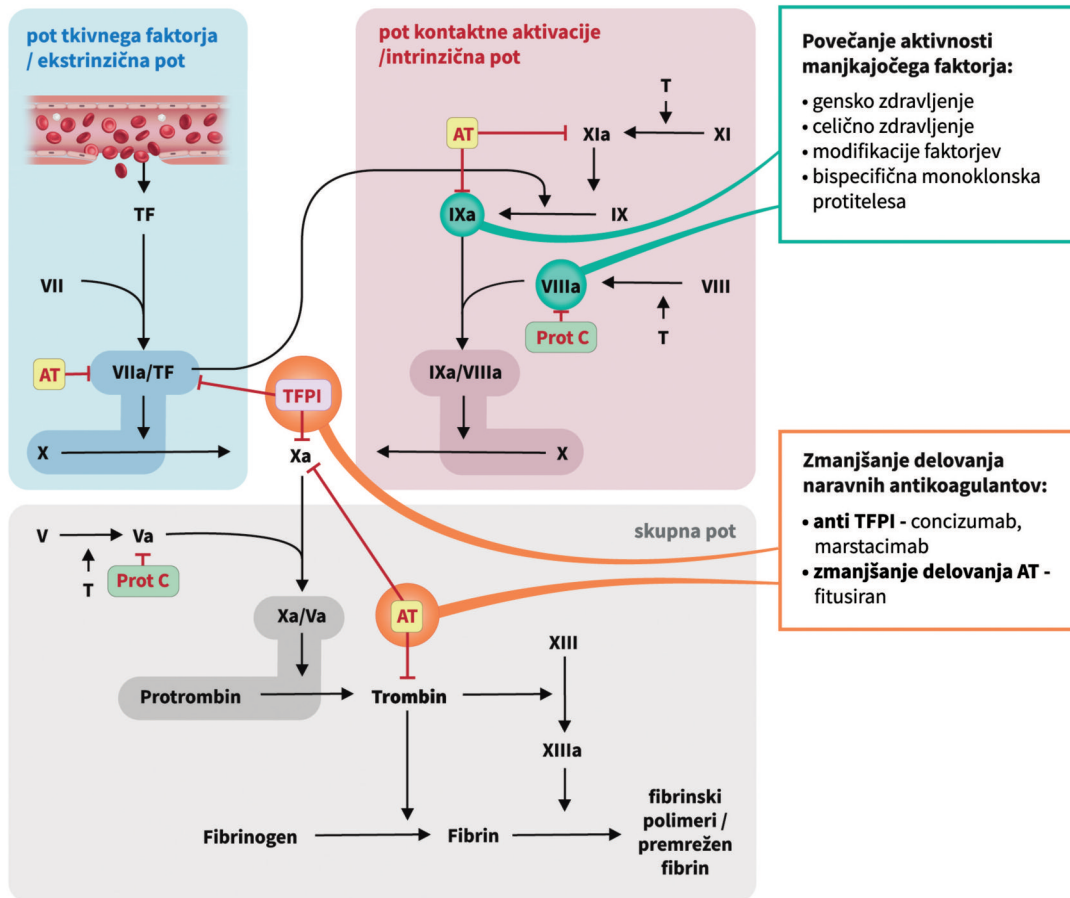 pot tkivnega faktorja
/ ekstrinzična pot
TF
VII
AT
VIIa/TF
X
pot kontaktne aktivacije
/intrinzična pot
T
AT
XIa
XI
IXa
IX
VIIIa
VIII
Prot C
T
IXa/VIIIa
X
TFPI
Xa
skupna pot
V
Va
T
Prot C
Xa/Va
AT
Protrombin
Trombin
XIII
XIIIa
Fibrinogen
Fibrin
fibrinski
polimeri /
premrežen
fibrin
Povečanje aktivnosti
manjkajočega faktorja:
• gensko zdravljenje
• celično zdravljenje
• modifikacije faktorjev
• bispecifična monoklonska
protitelesa
Zmanjšanje delovanja
naravnih antikoagulantov:
• anti TFPI - concizumab,
marstacimab
• zmanjšanje delovanja AT -
fitusiran